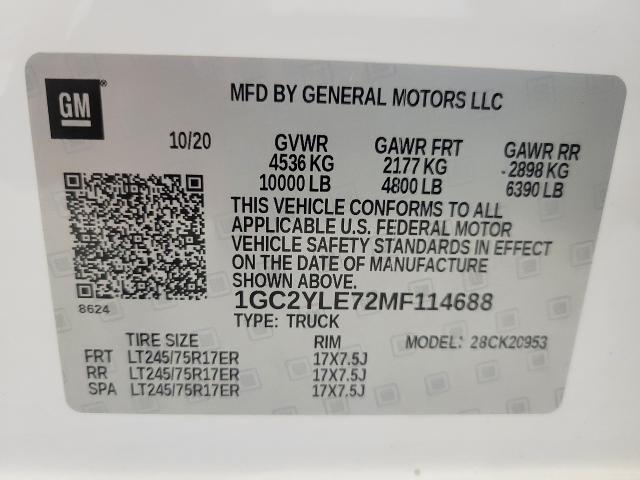 GM
MFD BY GENERAL MOTORS LLC
10/20 GVWR GAWR FRT GAWR RR
4536 KG 2177 KG 2898 KG
10000 LB 4800 LB 6390 LB
THIS VEHICLE CONFORMS TO ALL
APPLICABLE U.S. FEDERAL MOTOR
VEHICLE SAFETY STANDARDS IN EFFECT
ON THE DATE OF MANUFACTURE
SHOWN ABOVE.
8624
1GC2YLE72MF114688
TYPE: TRUCK
TIRE SIZE RIM MODEL: 28CK20953
FRT LT245/75R17ER 17X7.5J
RR LT245/75R17ER 17X7.5J
SPA LT245/75R17ER 17X7.5J